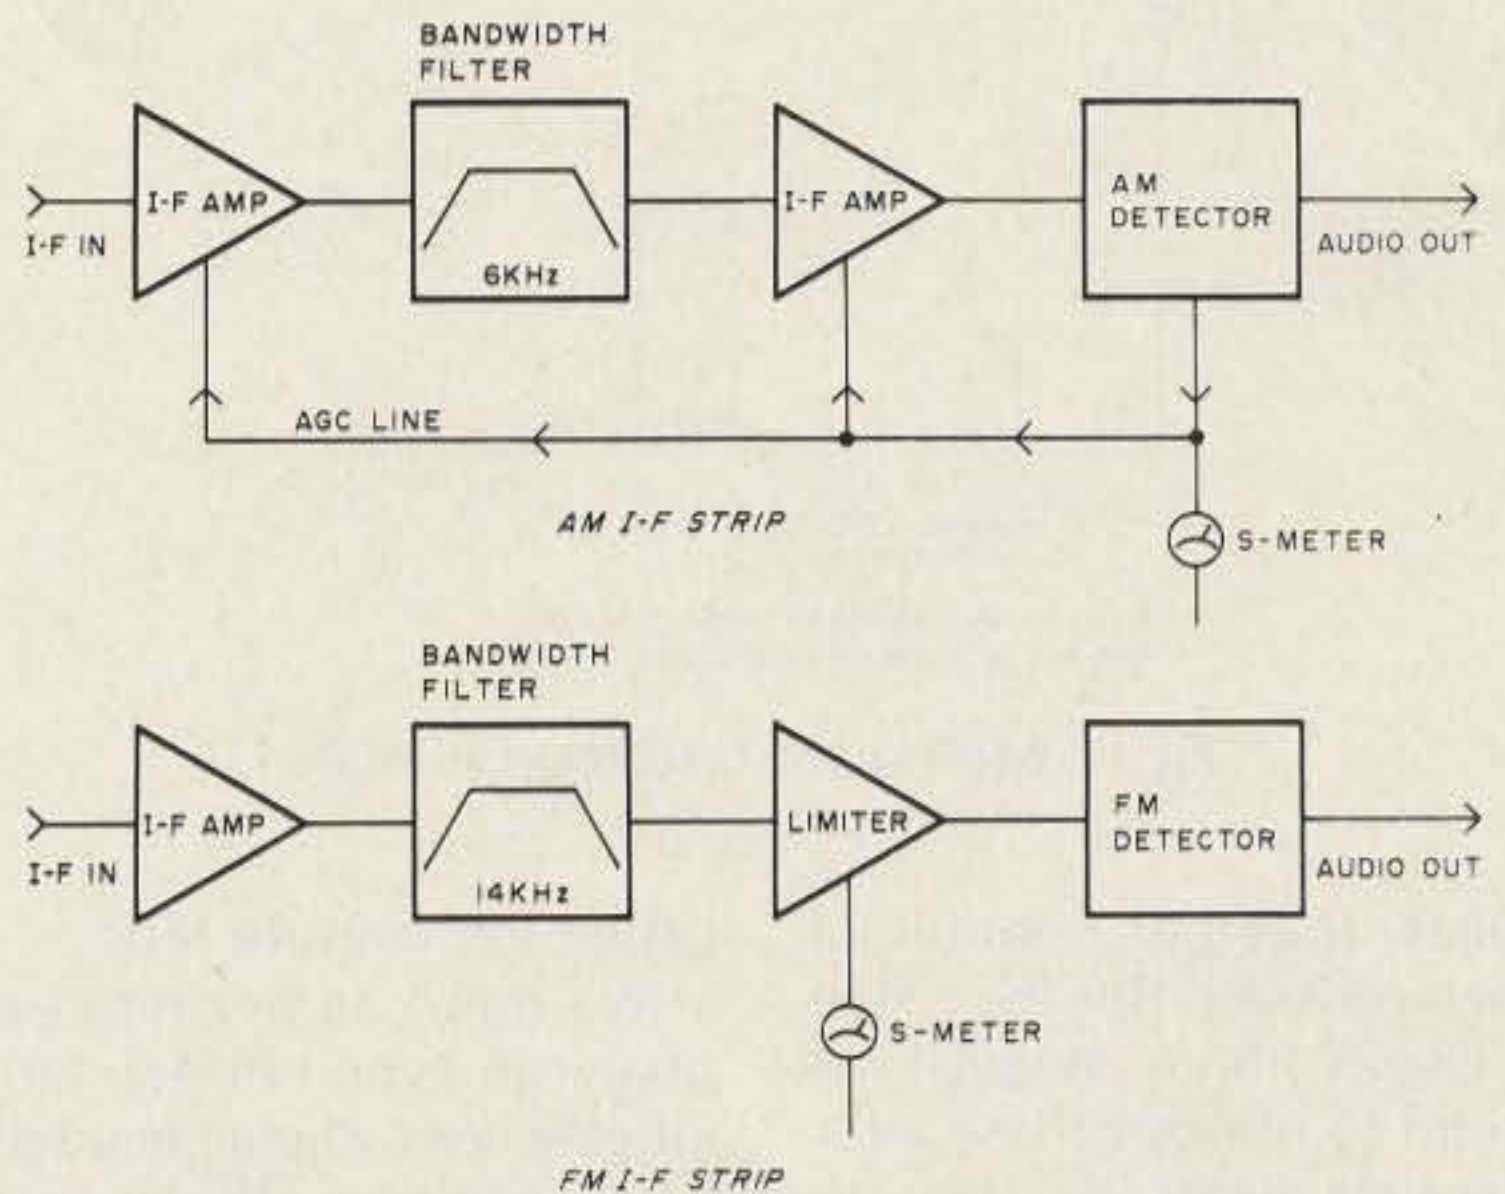 BANDWIDTH
FILTER
I-F AMP
I-F AMP
AM
DETECTOR
I-F IN
6KHz
AUDIO OUT
AGC LINE
AM I-F STRIP
S-METER
BANDWIDTH
FILTER
I-F AMP
LIMITER
FM
DETECTOR
I-F IN
14KHz
AUDIO OUT
S-METER
FM I-F STRIP